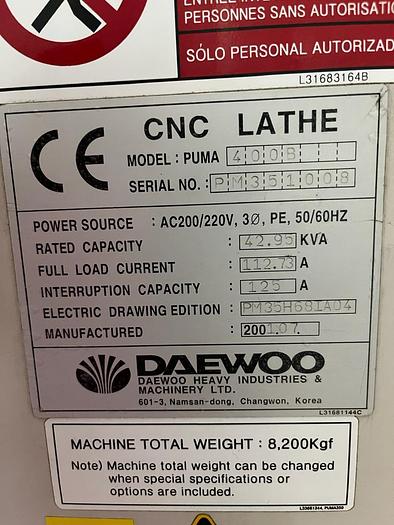 PERSONNES SANS AUTORISATI
SÓLO PERSONAL AUTORIZAD
L31683164B
CE
CNC LATHE
MODEL: PUMA 400B
SERIAL NO.: PM351008
POWER SOURCE : AC200/220V, 3Ø, PE, 50/60HZ
RATED CAPACITY : 42.95 KVA
FULL LOAD CURRENT : 112.73 A
INTERRUPTION CAPACITY : 125 A
ELECTRIC DRAWING EDITION : PM35H681A04
MANUFACTURED : 2001.07
DAEWOO
DAEWOO HEAVY INDUSTRIES &
MACHINERY LTD.
601-3, Namsan-dong, Changwon, Korea
L31681144C
MACHINE TOTAL WEIGHT : 8,200Kgf
Note) Machine total weight can be changed
when special specifications or
options are included.